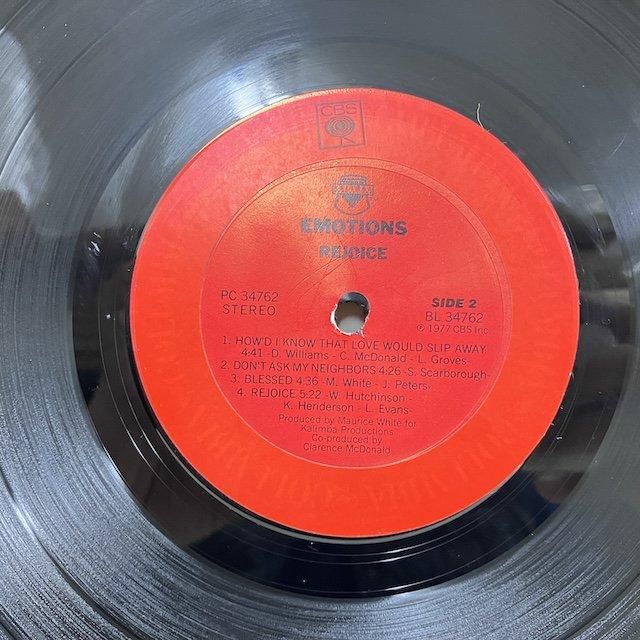 CBS
EMOTIONS
REJOICE
PC 34762
STEREO
SIDE 2
BL 34762
℗ 1977 CBS Inc
1. HOW'D I KNOW THAT LOVE WOULD SLIP AWAY
4:41 -D. Williams - C. McDonald - L. Groves-
2. DON'T ASK MY NEIGHBORS 4:26 -S. Scarborough-
3. BLESSED 4:36 -M. White - J. Peters-
4. REJOICE 5:22 -W. Hutchinson -
K. Henderson - L. Evans-
Produced by Maurice White for
Kalimba Productions
Co-produced by
Clarence McDonald